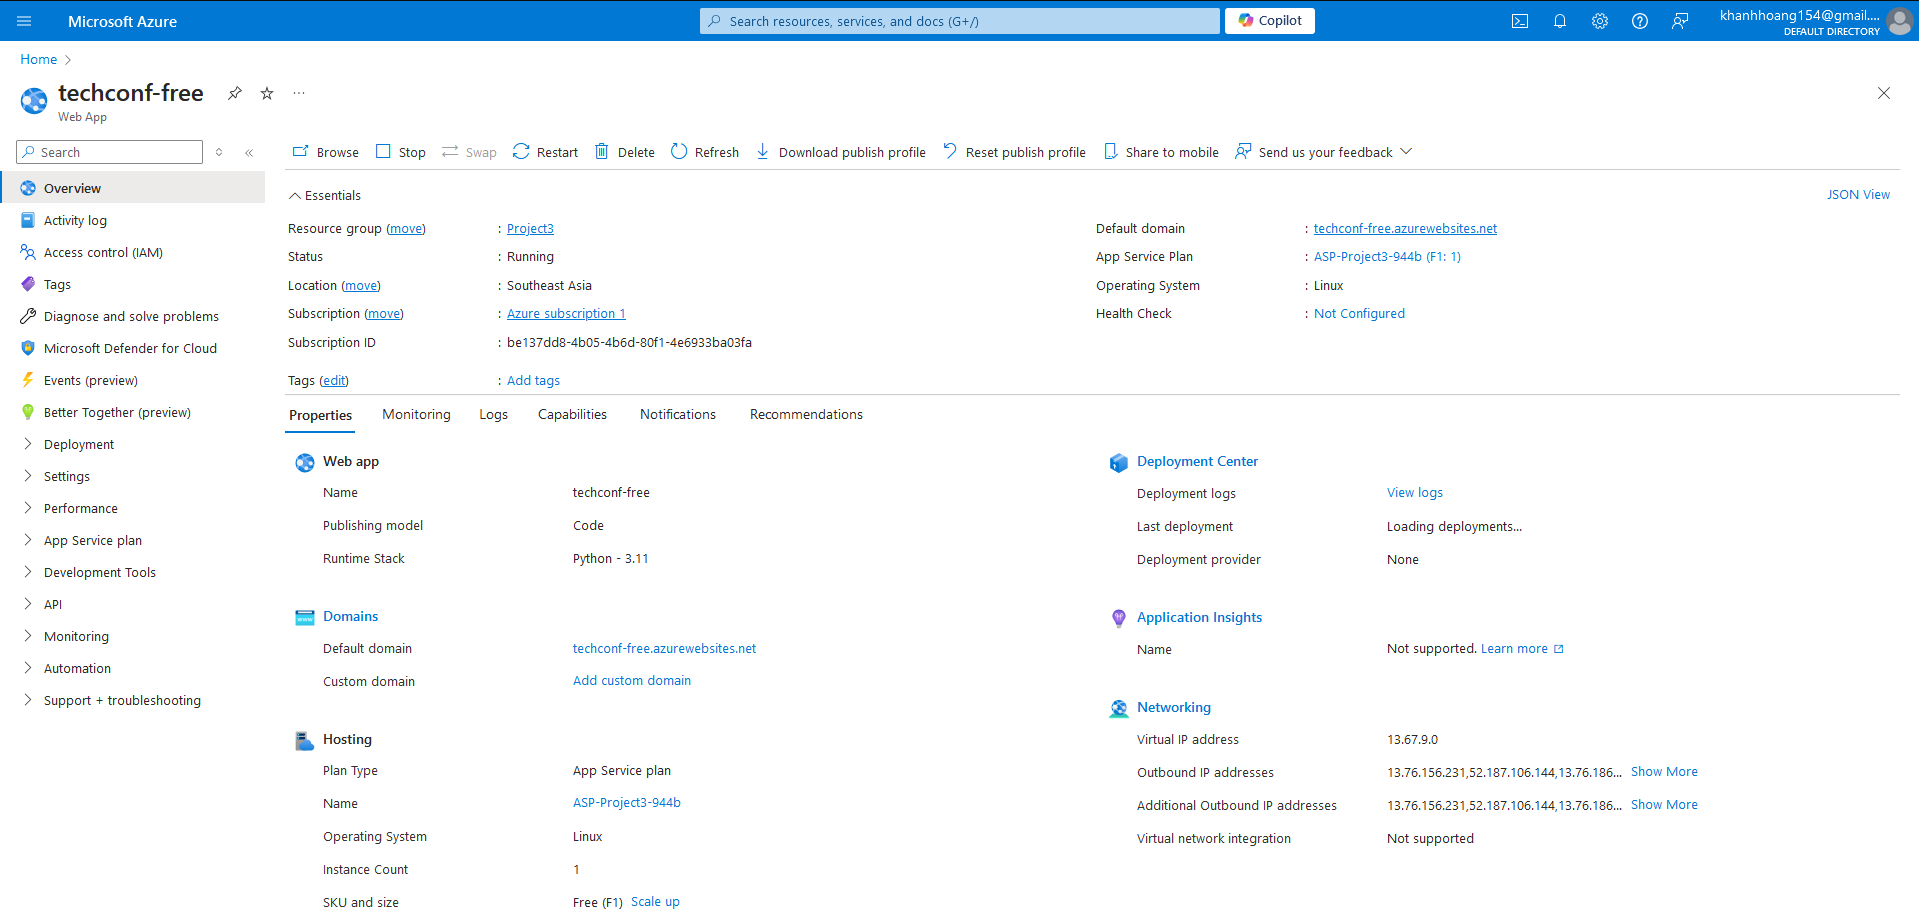 Microsoft Azure
Search resources, services, and docs (G+/)
Copilot
khanhhoang154@gmail....
DEFAULT DIRECTORY
Home
techconf-free
Web App
Search
Overview
Activity log
Access control (IAM)
Tags
Diagnose and solve problems
Microsoft Defender for Cloud
Events (preview)
Better Together (preview)
Deployment
Settings
Performance
App Service plan
Development Tools
API
Monitoring
Automation
Support + troubleshooting
Browse Stop Swap Restart Delete Refresh Download publish profile Reset publish profile Share to mobile Send us your feedback
Essentials
JSON View
Resource group (move) : Project3
Status : Running
Location (move) : Southeast Asia
Subscription (move) : Azure subscription 1
Subscription ID : be137dd8-4b05-4b6d-80f1-4e6933ba03fa
Tags (edit) : Add tags
Default domain : techconf-free.azurewebsites.net
App Service Plan : ASP-Project3-944b (F1: 1)
Operating System : Linux
Health Check : Not Configured
Properties Monitoring Logs Capabilities Notifications Recommendations
Web app
Name techconf-free
Publishing model Code
Runtime Stack Python - 3.11
Domains
Default domain techconf-free.azurewebsites.net
Custom domain Add custom domain
Hosting
Plan Type App Service plan
Name ASP-Project3-944b
Operating System Linux
Instance Count 1
SKU and size Free (F1) Scale up
Deployment Center
Deployment logs View logs
Last deployment Loading deployments...
Deployment provider None
Application Insights
Name Not supported. Learn more
Networking
Virtual IP address 13.67.9.0
Outbound IP addresses 13.76.156.231,52.187.106.144,13.76.186... Show More
Additional Outbound IP addresses 13.76.156.231,52.187.106.144,13.76.186... Show More
Virtual network integration Not supported